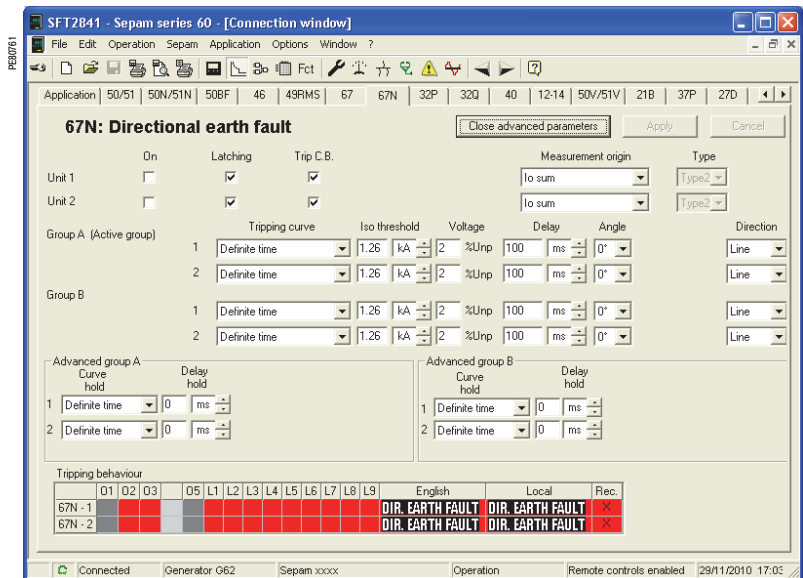 PE80761
SFT2841 - Sepam series 60 - [Connection window]
File Edit Operation Sepam Application Options Window ?
Fct
Application 50/51 50N/51N 50BF 46 49RMS 67 67N 32P 32Q 40 12-14 50V/51V 21B 37P 27D
67N: Directional earth fault
Close advanced parameters Apply Cancel
On Latching Trip C.B. Measurement origin Type
Unit 1 Io sum Type2
Unit 2 Io sum Type2
Tripping curve Iso threshold Voltage Delay Angle Direction
Group A (Active group)
1 Definite time 1.26 kA 2 %Unp 100 ms 0° Line
2 Definite time 1.26 kA 2 %Unp 100 ms 0° Line
Group B
1 Definite time 1.26 kA 2 %Unp 100 ms 0° Line
2 Definite time 1.26 kA 2 %Unp 100 ms 0° Line
Advanced group A
Curve hold Delay hold
1 Definite time 0 ms
2 Definite time 0 ms
Advanced group B
Curve hold Delay hold
1 Definite time 0 ms
2 Definite time 0 ms
Tripping behaviour
O1 O2 O3 O5 L1 L2 L3 L4 L5 L6 L7 L8 L9 English Local Rec.
67N - 1 DIR. EARTH FAULT DIR. EARTH FAULT X
67N - 2 DIR. EARTH FAULT DIR. EARTH FAULT X
Connected Generator G62 Sepam xxxx Operation Remote controls enabled 29/11/2010 17:03